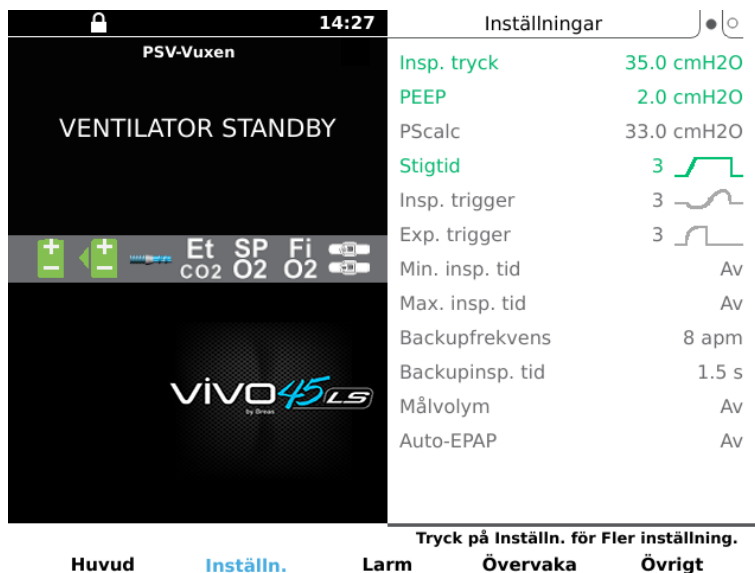 14:27
PSV-Vuxen
VENTILATOR STANDBY
Et CO2 SP O2 Fi O2
vivo 45 LS
by Breas
Inställningar
Insp. tryck 35.0 cmH2O
PEEP 2.0 cmH2O
PScalc 33.0 cmH2O
Stigtid 3
Insp. trigger 3
Exp. trigger 3
Min. insp. tid Av
Max. insp. tid Av
Backupfrekvens 8 apm
Backupinsp. tid 1.5 s
Målvolym Av
Auto-EPAP Av
Tryck på Inställn. för Fler inställning.
Huvud Inställn. Larm Övervaka Övrigt